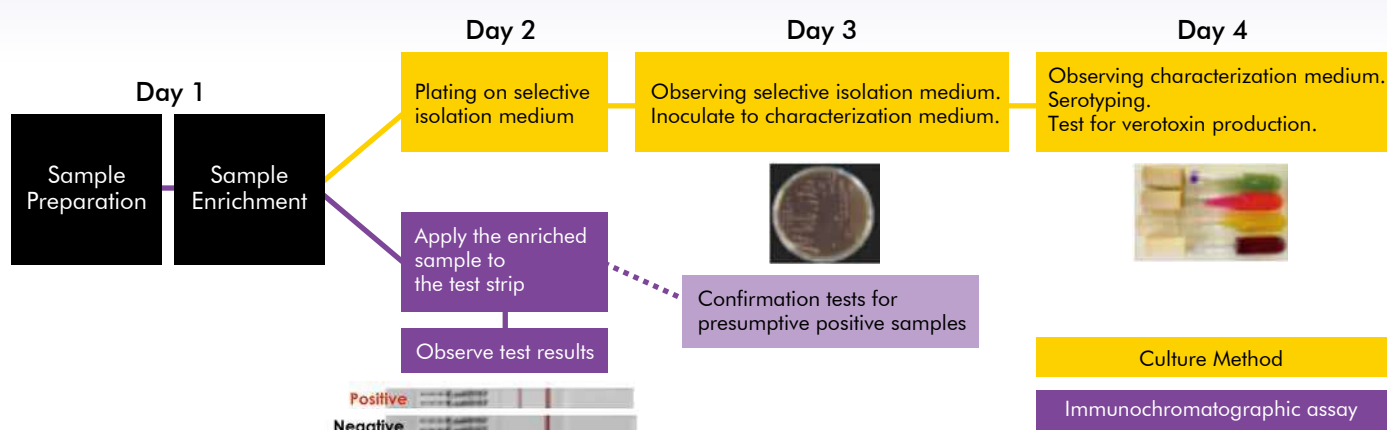 Day 1
Sample
Preparation
Sample
Enrichment
Day 2
Plating on selective
isolation medium
Day 3
Observing selective isolation medium.
Inoculate to characterization medium.
Day 4
Observing characterization medium.
Serotyping.
Test for verotoxin production.
Apply the enriched
sample to
the test strip
Observe test results
Confirmation tests for
presumptive positive samples
Positive
Negative
Culture Method
Immunochromatographic assay